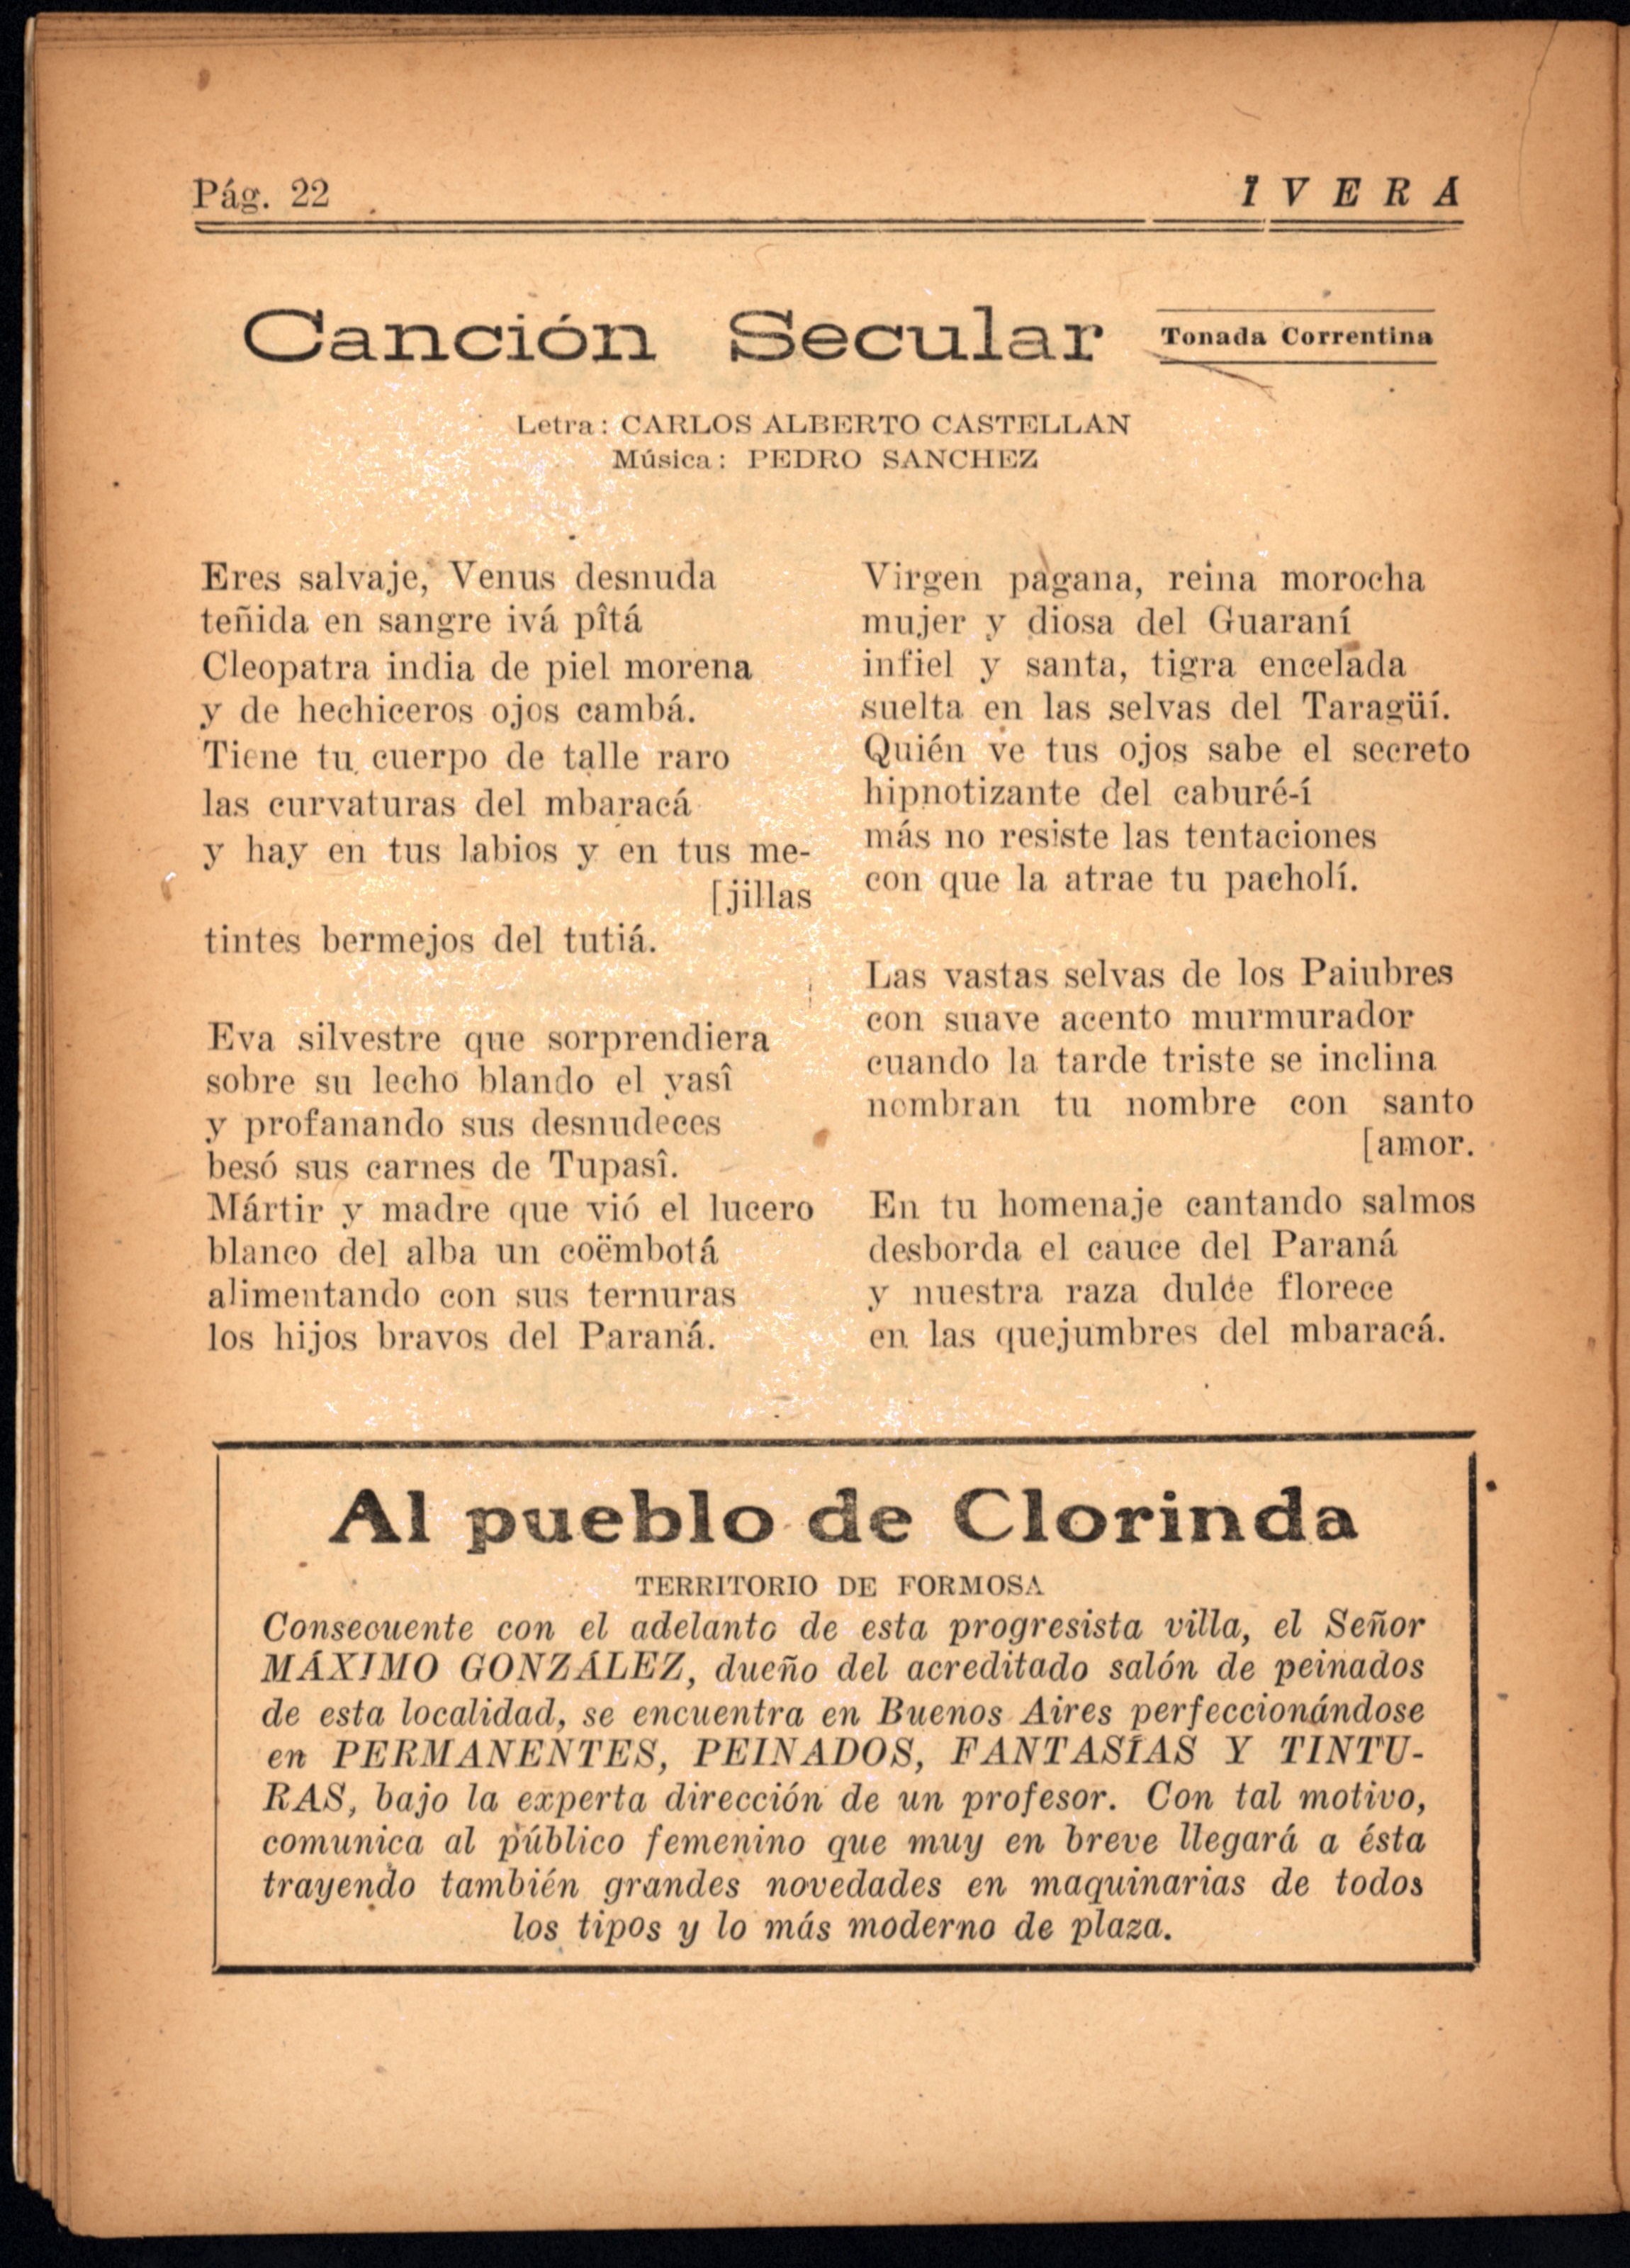 Pág. 22
IVERA
Canción Secular
Tonada Correntina
Letra: CARLOS ALBERTO CASTELLAN
Música: PEDRO SANCHEZ
Eres salvaje, Venus desnuda
teñida en sangre ivá pîtá
Cleopatra india de piel morena
y de hechiceros ojos cambá.
Tiene tu cuerpo de talle raro
las curvaturas del mbaracá
y hay en tus labios y en tus me-
[jillas
tintes bermejos del tutiá.
Eva silvestre que sorprendiera
sobre su lecho blando el yasî
y profanando sus desnudeces
besó sus carnes de Tupasî.
Mártir y madre que vió el lucero
blanco del alba un coëmbotá
alimentando con sus ternuras
los hijos bravos del Paraná.
Virgen pagana, reina morocha
mujer y diosa del Guaraní
infiel y santa, tigra encelada
suelta en las selvas del Taragüí.
Quién ve tus ojos sabe el secreto
hipnotizante del caburé-í
más no resiste las tentaciones
con que la atrae tu pacholí.
Las vastas selvas de los Paiubres
con suave acento murmurador
cuando la tarde triste se inclina
nombran tu nombre con santo
[amor.
En tu homenaje cantando salmos
desborda el cauce del Paraná
y nuestra raza dulce florece
en las quejumbres del mbaracá.
Al pueblo de Clorinda
TERRITORIO DE FORMOSA
Consecuente con el adelanto de esta progresista villa, el Señor
MÁXIMO GONZÁLEZ, dueño del acreditado salón de peinados
de esta localidad, se encuentra en Buenos Aires perfeccionándose
en PERMANENTES, PEINADOS, FANTASÍAS Y TINTU-
RAS, bajo la experta dirección de un profesor. Con tal motivo,
comunica al público femenino que muy en breve llegará a ésta
trayendo también grandes novedades en maquinarias de todos
los tipos y lo más moderno de plaza.